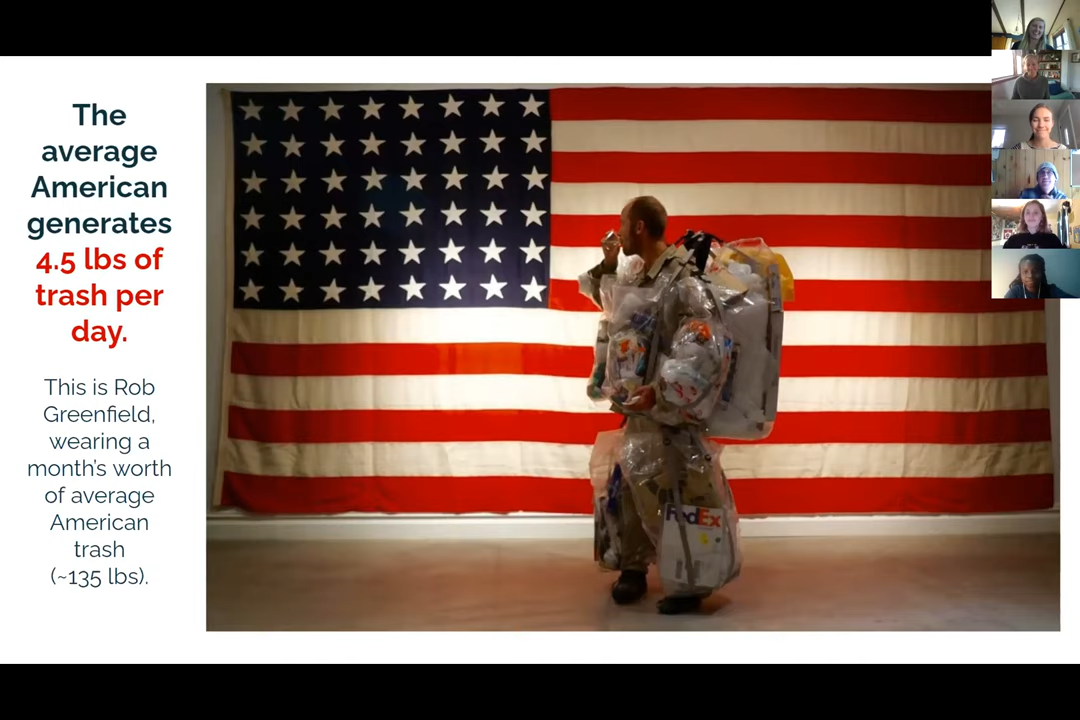 The
average
American
generates
4.5 lbs of
trash per
day.
This is Rob
Greenfield,
wearing a
month's worth
of average
American
trash
(~135 lbs).
FedEx